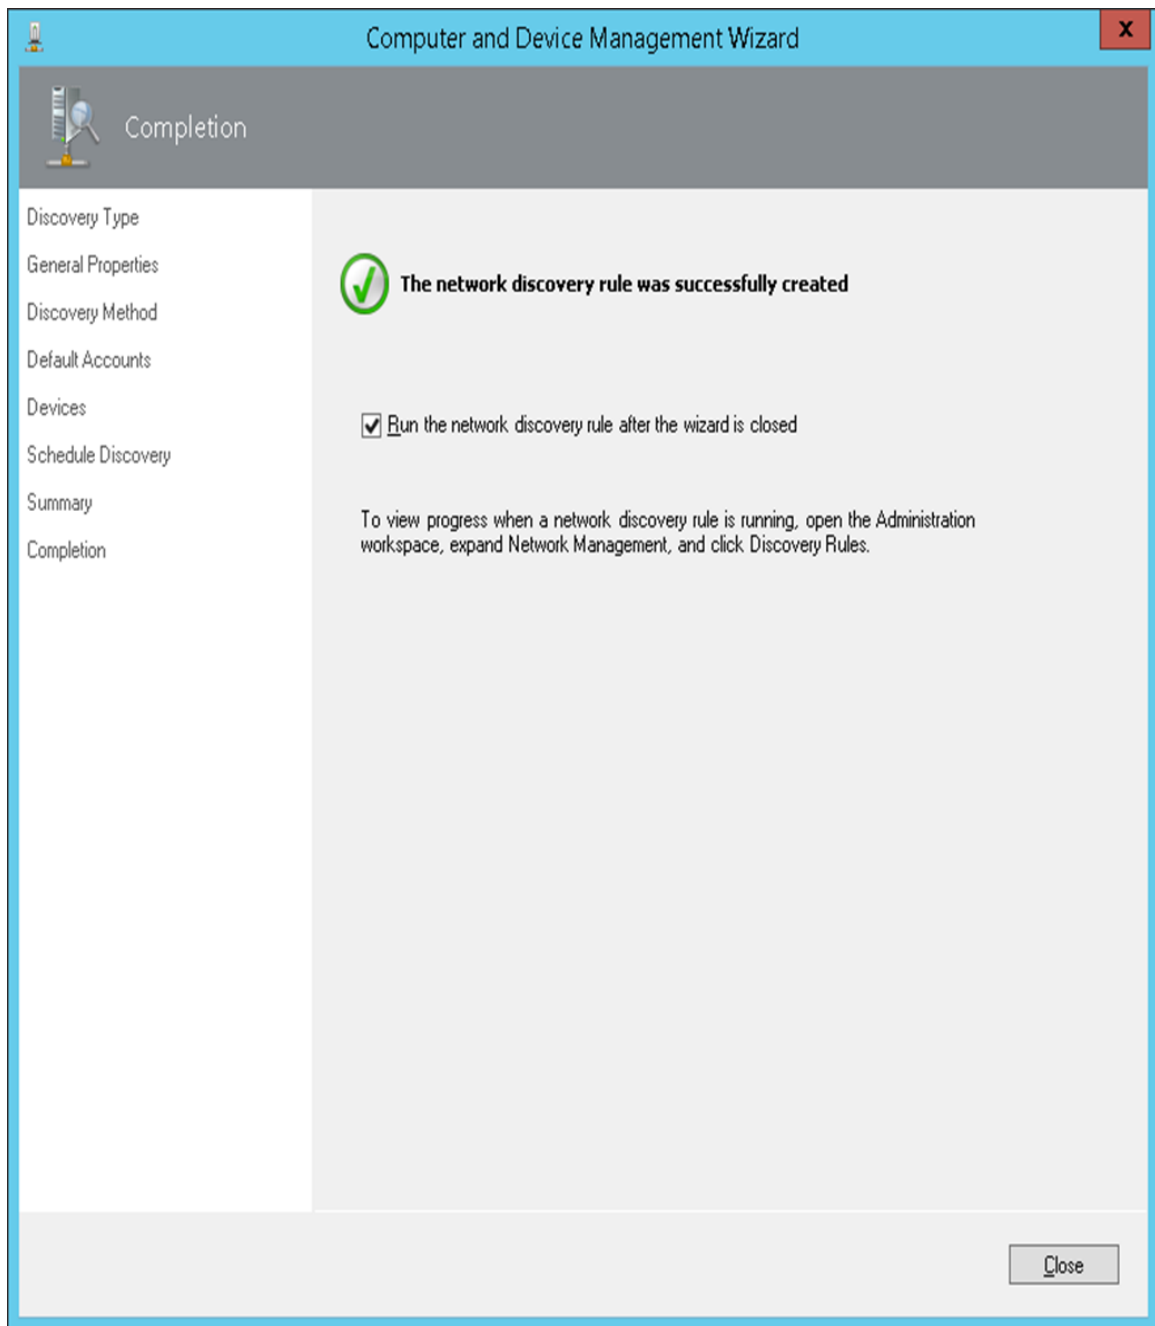 Computer and Device Management Wizard
x
Completion
Discovery Type
General Properties
Discovery Method
Default Accounts
Devices
Schedule Discovery
Summary
Completion
The network discovery rule was successfully created
Run the network discovery rule after the wizard is closed
To view progress when a network discovery rule is running, open the Administration
workspace, expand Network Management, and click Discovery Rules.
Close